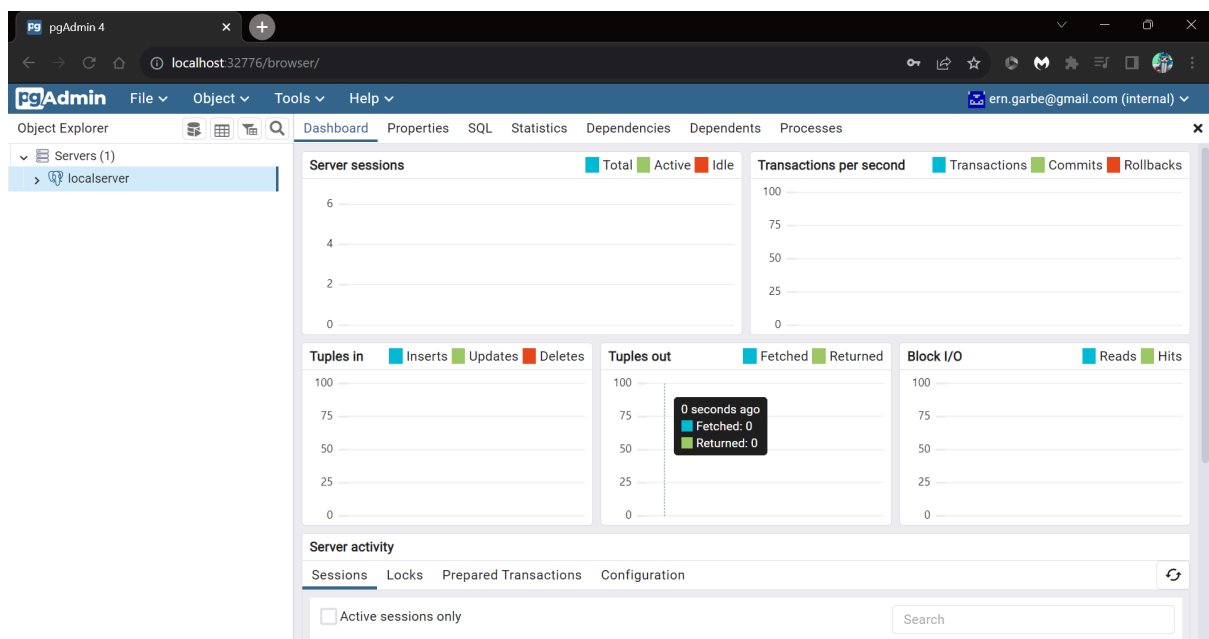 pgAdmin 4
localhost:32776/browser/
pgAdmin File Object Tools Help ern.garbe@gmail.com (internal)
Object Explorer Dashboard Properties SQL Statistics Dependencies Dependents Processes
Servers (1)
localserver
Server sessions Total Active Idle
6
4
2
0
Transactions per second Transactions Commits Rollbacks
100
75
50
25
0
Tuples in Inserts Updates Deletes
100
75
50
25
0
Tuples out Fetched Returned
100
75
50
25
0
0 seconds ago
Fetched: 0
Returned: 0
Block I/O Reads Hits
100
75
50
25
0
Server activity
Sessions Locks Prepared Transactions Configuration
Active sessions only Search